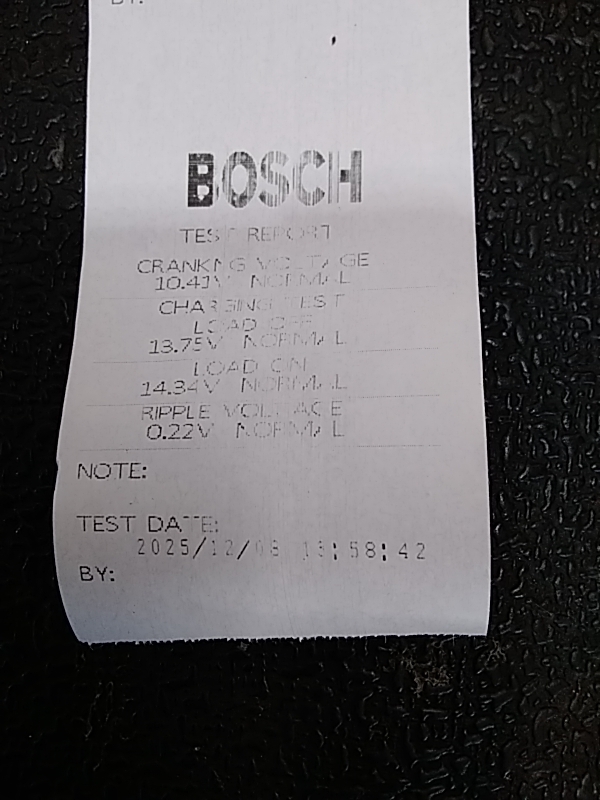 BY:
BOSCH
TEST REPORT
CRANKING VOLTAGE
10.41V NORMAL
CHARGING TEST
LOAD OFF
13.75V NORMAL
LOAD ON
14.34V NORMAL
RIPPLE VOLTAGE
0.22V NORMAL
NOTE:
TEST DATE:
2025/12/08 13:58:42
BY: